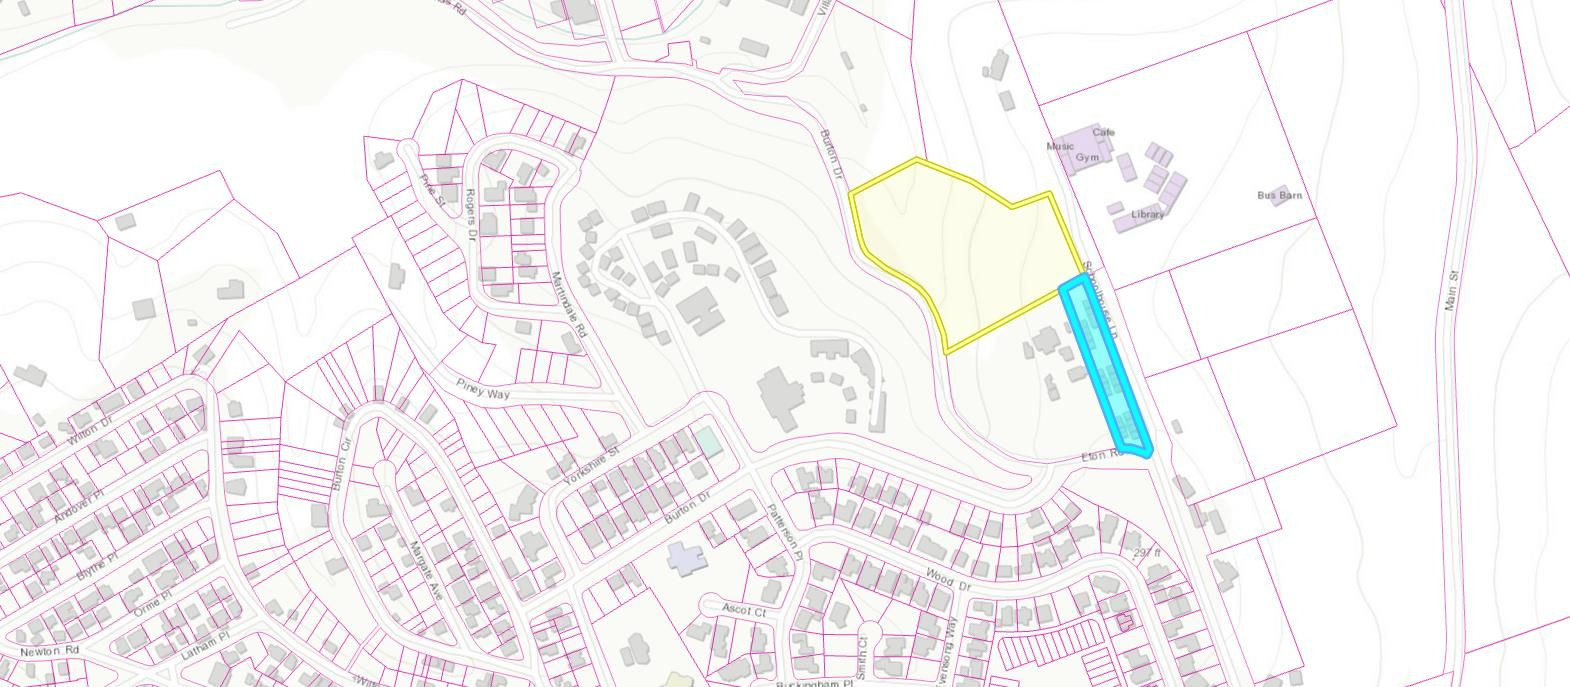 Burton Dr
Cafe
Music
Gym
Bus Barn
Library
Pine St
Rogers Dr
Schoolhouse Ln
Main St
Martindale Rd
Piney Way
Wilton Dr
Burton Cir
Yorkshire St
Eton Rd
Andover Pl
Burton Dr
Patterson Pl
Blythe Pl
Margate Ave
297 ft
Wood Dr
Orme Pl
Ascot Ct
Latham Pl
Newton Rd
Smith Ct
Buckingham Pl